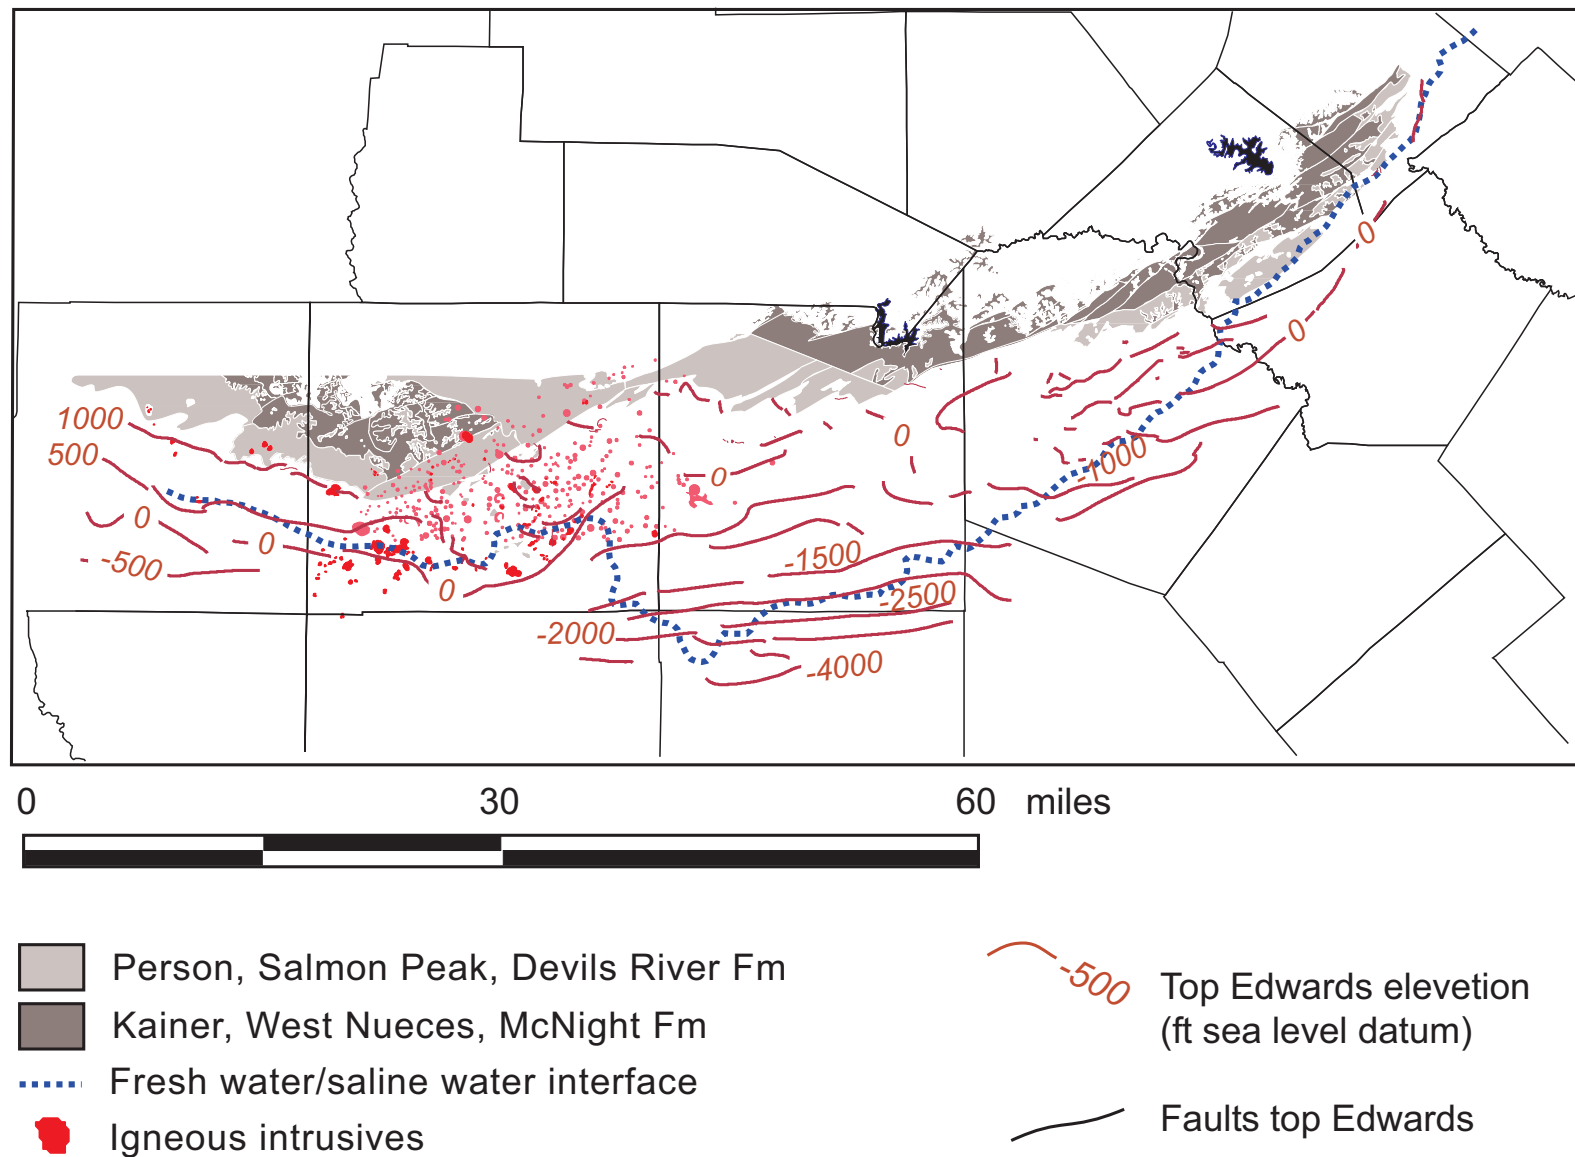 0
0
1000
0
500
-1000
0
0
0
-1500
-500
0
-2500
-2000
-4000
0 30 60 miles
Person, Salmon Peak, Devils River Fm
Kainer, West Nueces, McNight Fm
Fresh water/saline water interface
Igneous intrusives
-500
Top Edwards elevetion
(ft sea level datum)
Faults top Edwards